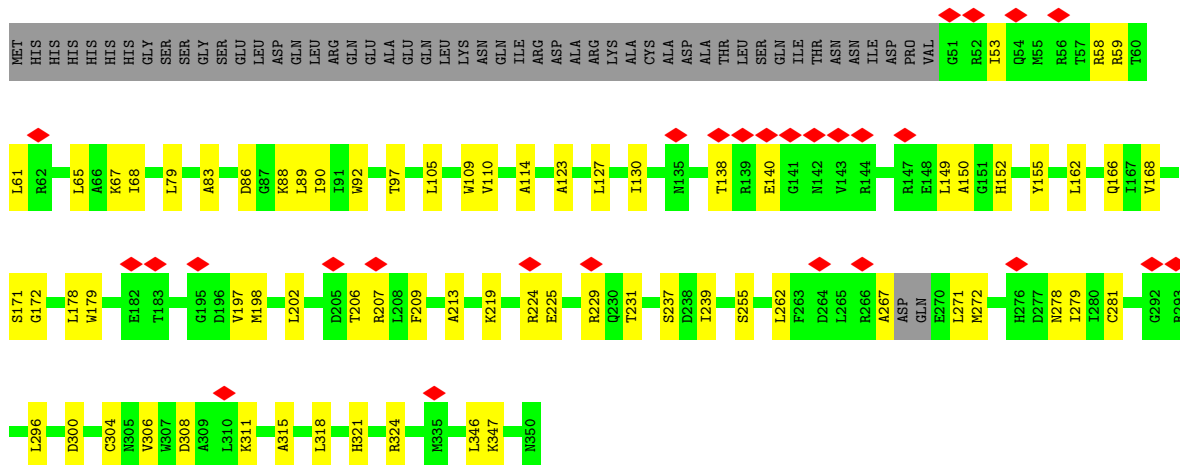 MET HIS HIS HIS HIS HIS HIS GLY SER SER GLY SER GLU LEU ASP GLN LEU ARG GLN GLU ALA GLU GLN LEU LYS ASN GLN ILE ARG ASP ASP ALA ARG LYS ALA CYS ALA ASP ALA THR LEU SER GLN ILE THR ASN ASN ILE ASP PRO VAL G51 R52 I53 Q54 M55 R56 T57 R58 R59 T60
L61 R62 L65 A66 K67 I68 L79 A83 D86 G87 K88 L89 I90 I91 W92 T97 L105 W109 V110 A114 A123 L127 I130 N135 T138 R139 E140 G141 N142 V143 R144 R147 E148 L149 A150 G151 H152 Y155 L162 Q166 I167 V168
S171 G172 L178 W179 E182 T183 G195 D196 V197 M198 L202 D205 T206 R207 L208 F209 A213 K219 R224 E225 R229 Q230 T231 S237 D238 I239 S255 L262 F263 D264 L265 R266 A267 ASP GLN E270 L271 M272 H276 D277 N278 I279 I280 C281 G292 R293
L296 D300 C304 N305 V306 W307 D308 A309 L310 K311 A315 L318 H321 R324 M335 L346 K347 N350